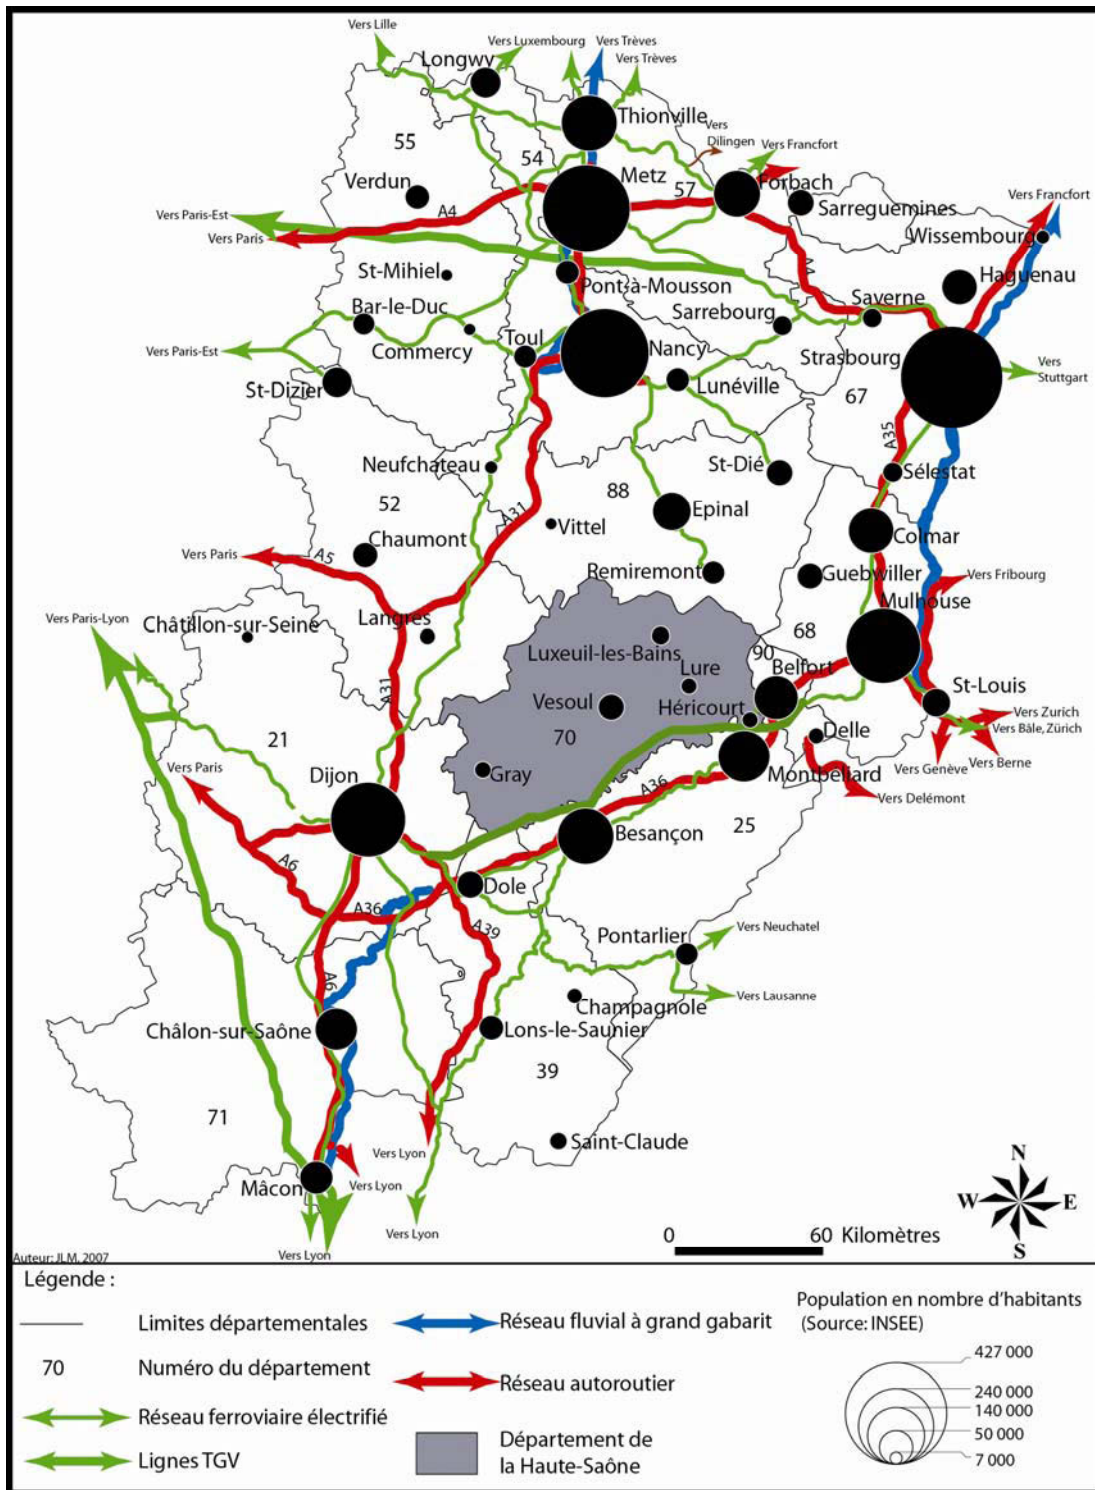 Vers Lille
Vers Luxembourg
Vers Trèves
Vers Trèves
Longwy
Thionville
Vers
Dilingen
Vers Francfort
55
54
Metz
57
Forbach
Verdun
A4
Sarreguemines
Vers Francfort
Vers Paris-Est
Vers Paris
Wissembourg
St-Mihiel
Pont-à-Mousson
A4
Haguenau
Bar-le-Duc
Sarrebourg
Saverne
Commercy
Toul
Nancy
Strasbourg
Vers Paris-Est
Vers
Stuttgart
St-Dizier
Lunéville
67
A35
Neufchateau
St-Dié
Sélestat
52
88
A31
Vittel
Epinal
Colmar
Chaumont
Vers Paris
A5
Remiremont
Guebwiller
Vers Fribourg
Mulhouse
Vers Paris-Lyon
Châtillon-sur-Seine
Langres
68
Luxeuil-les-Bains
90
Lure
Belfort
A31
Vesoul
Héricourt
St-Louis
Vers Zurich
Vers Bâle, Zürich
21
70
Delle
Vers Genève
Vers Berne
Vers Paris
Dijon
Gray
Montbéliard
A36
Vers Delémont
Besançon
25
A6
Dole
A36
A39
Pontarlier
Vers Neuchatel
A6
Vers Lausanne
Champagnole
Châlon-sur-Saône
Lons-le-Saunier
39
71
Saint-Claude
Vers Lyon
Mâcon
Vers Lyon
Vers Lyon
Vers Lyon
N
W
E
S
0
60 Kilomètres
Auteur: JLM, 2007
Légende :
Limites départementales
70
Numéro du département
Réseau ferroviaire électrifié
Lignes TGV
Réseau fluvial à grand gabarit
Réseau autoroutier
Département de
la Haute-Saône
Population en nombre d'habitants
(Source: INSEE)
427 000
240 000
140 000
50 000
7 000